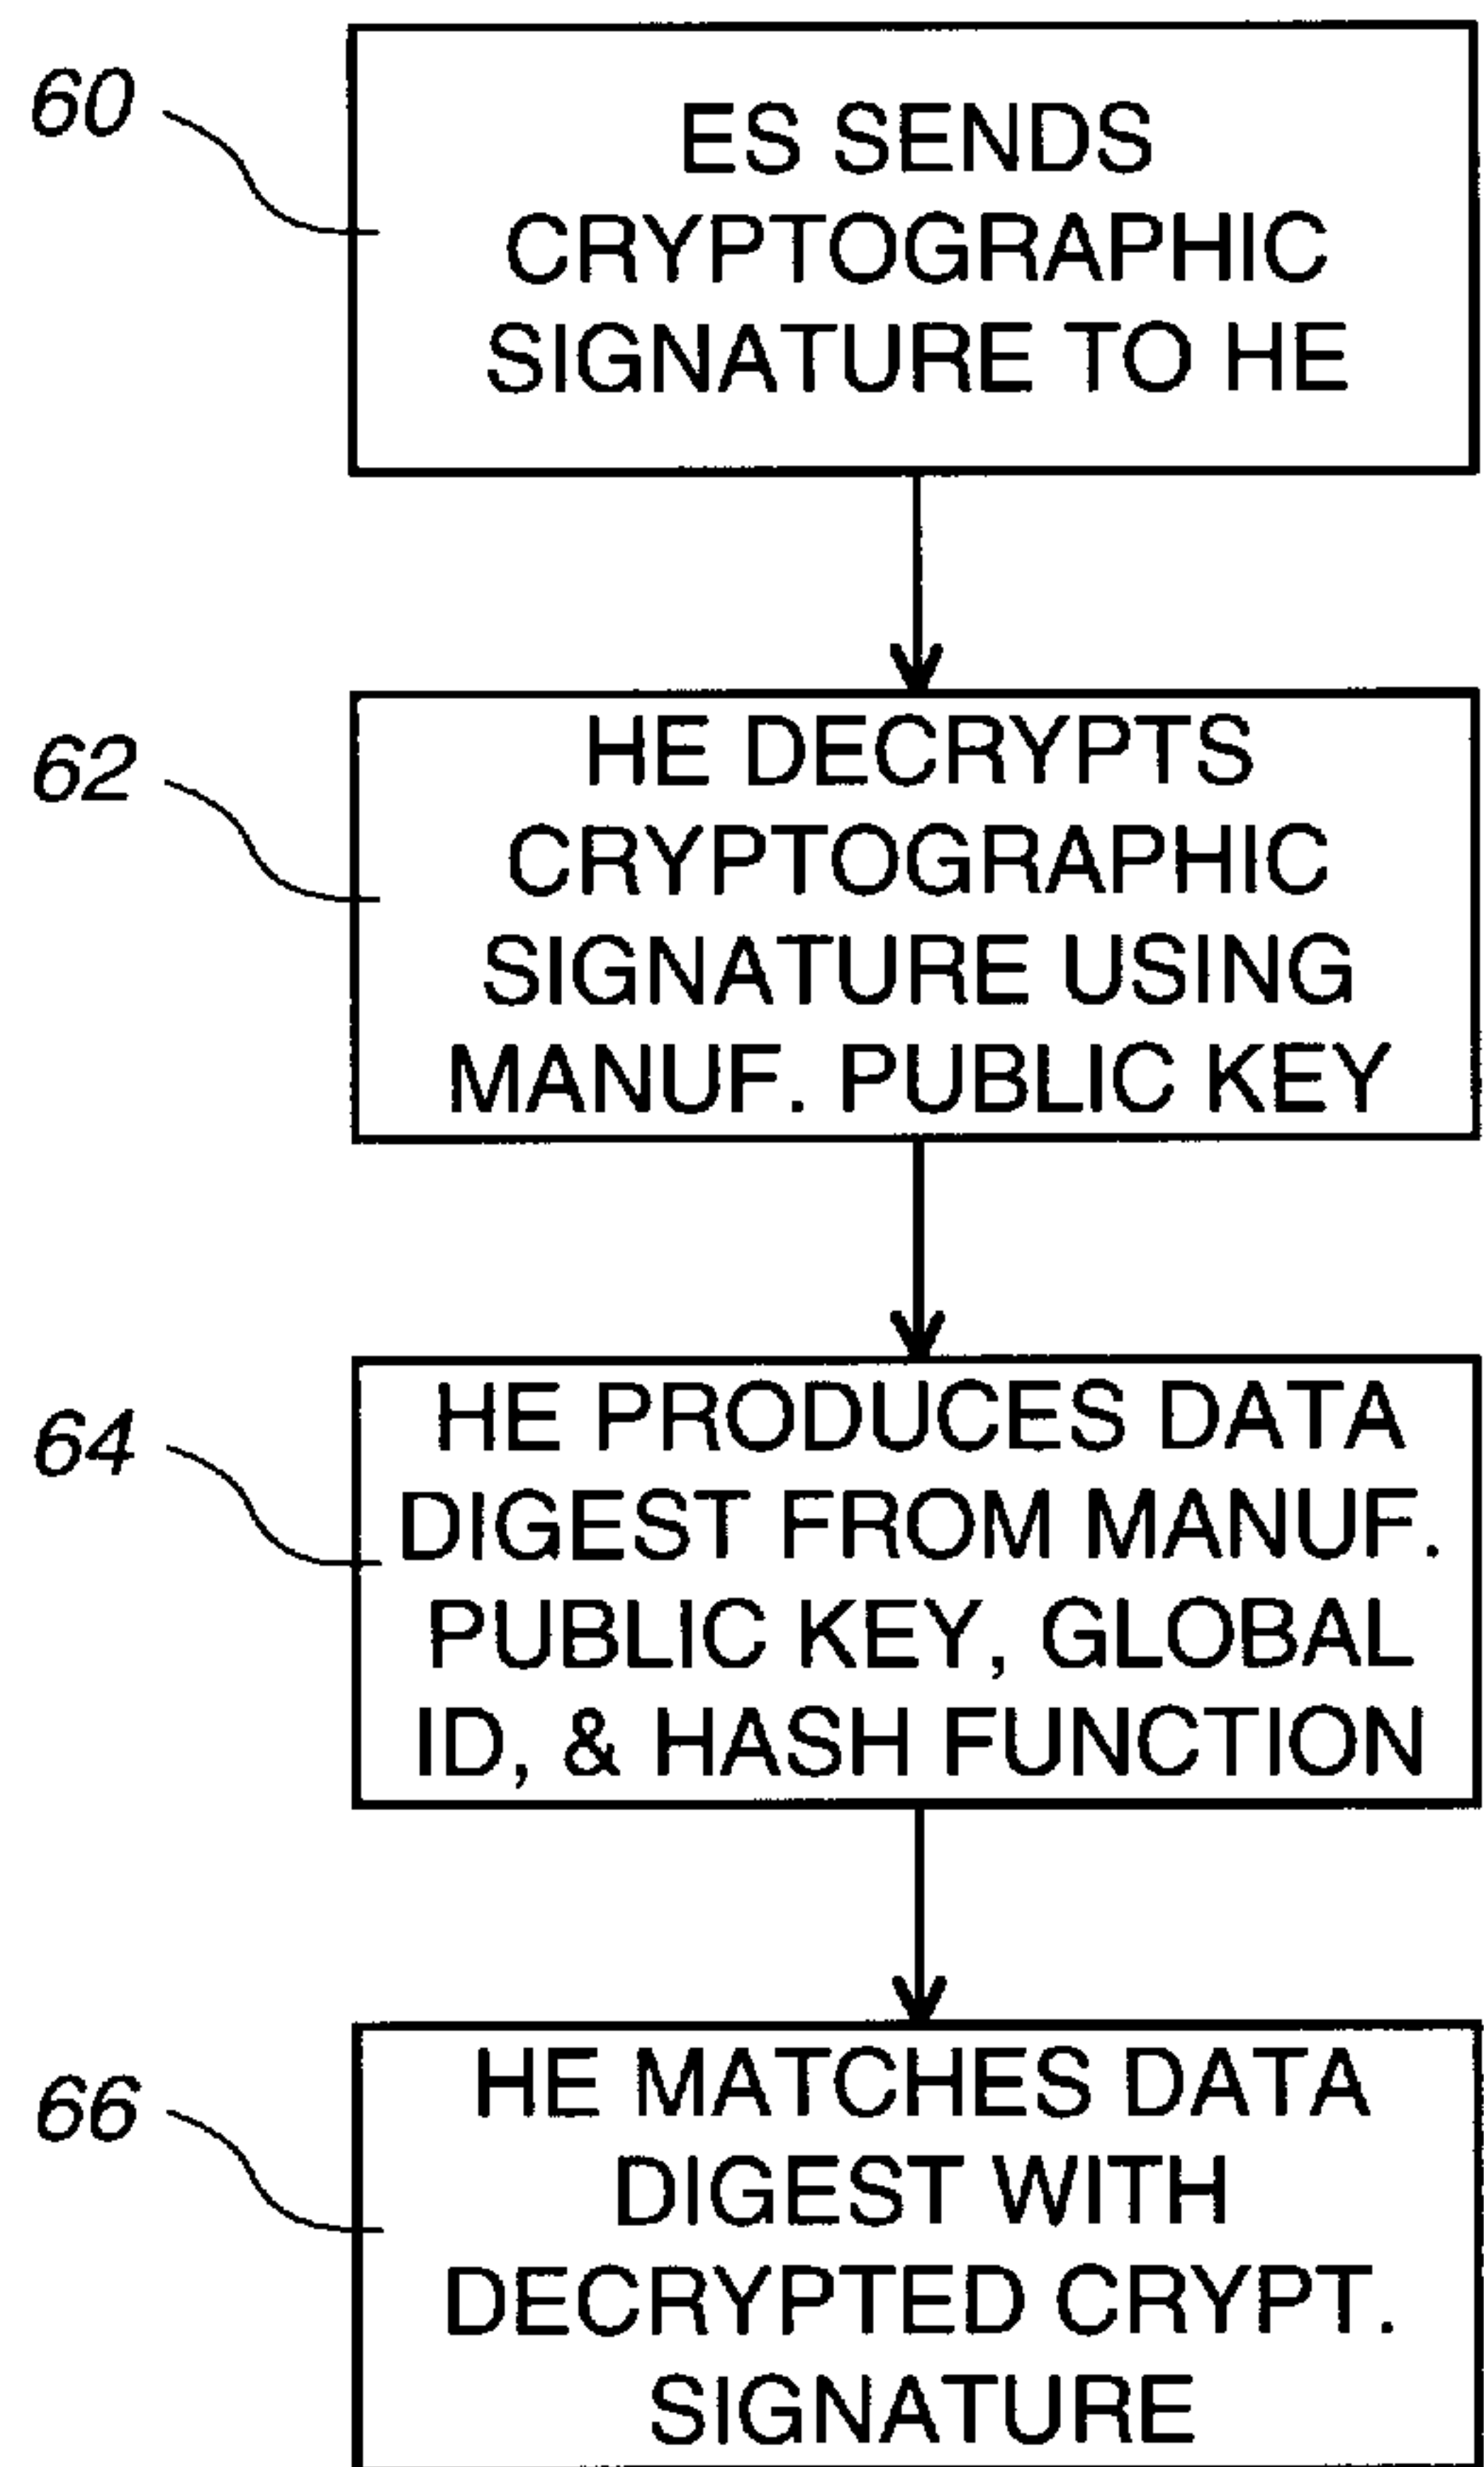 60
ES SENDS
CRYPTOGRAPHIC
SIGNATURE TO HE
62
HE DECRYPTS
CRYPTOGRAPHIC
SIGNATURE USING
MANUF. PUBLIC KEY
64
HE PRODUCES DATA
DIGEST FROM MANUF.
PUBLIC KEY, GLOBAL
ID, & HASH FUNCTION
66
HE MATCHES DATA
DIGEST WITH
DECRYPTED CRYPT.
SIGNATURE